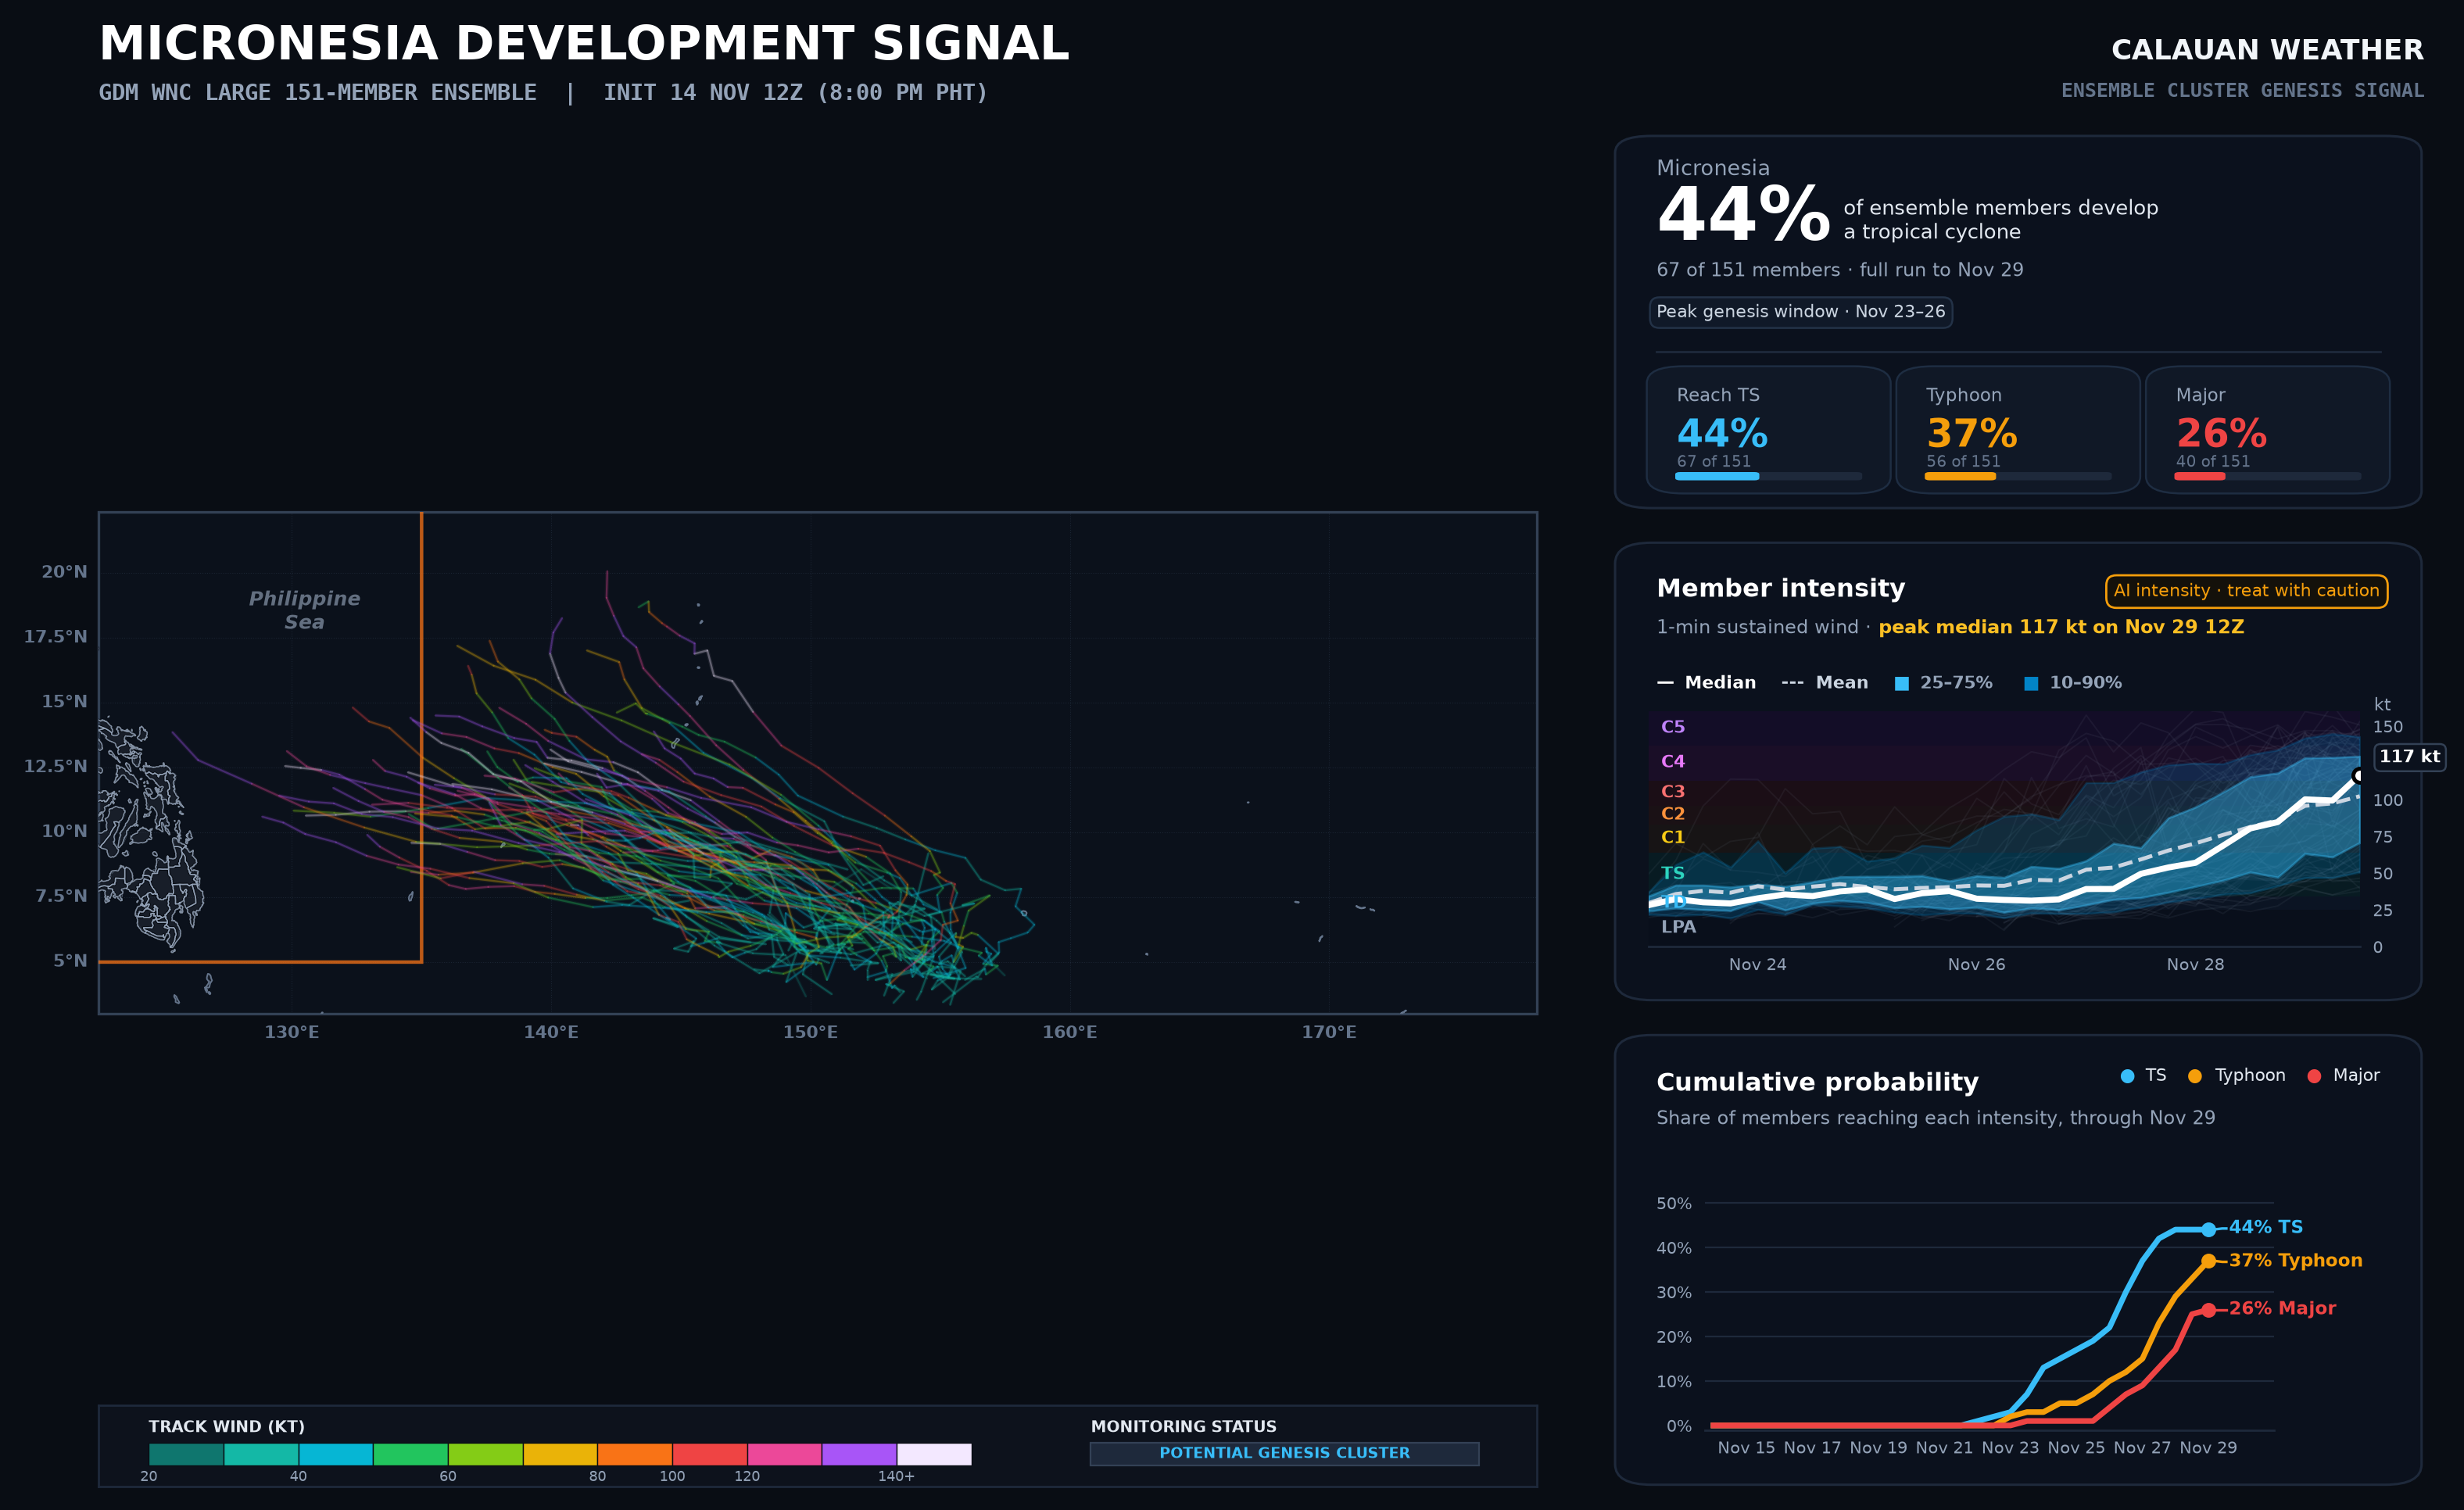 MICRONESIA DEVELOPMENT SIGNAL
GDM WNC LARGE 151-MEMBER ENSEMBLE | INIT 14 NOV 12Z (8:00 PM PHT)
CALAUAN WEATHER
ENSEMBLE CLUSTER GENESIS SIGNAL
Philippine
Sea
20°N
17.5°N
15°N
12.5°N
10°N
7.5°N
5°N
130°E
140°E
150°E
160°E
170°E
TRACK WIND (KT)
20
40
60
80
100
120
140+
MONITORING STATUS
POTENTIAL GENESIS CLUSTER
Micronesia
44% of ensemble members develop
a tropical cyclone
67 of 151 members · full run to Nov 29
Peak genesis window · Nov 23–26
Reach TS
44%
67 of 151
Typhoon
37%
56 of 151
Major
26%
40 of 151
Member intensity
AI intensity · treat with caution
1-min sustained wind · peak median 117 kt on Nov 29 12Z
Median
Mean
25–75%
10–90%
kt
C5
C4
C3
C2
C1
TS
TD
LPA
150
117 kt
100
75
50
25
0
Nov 24
Nov 26
Nov 28
Cumulative probability
TS
Typhoon
Major
Share of members reaching each intensity, through Nov 29
50%
40%
30%
20%
10%
0%
44% TS
37% Typhoon
26% Major
Nov 15
Nov 17
Nov 19
Nov 21
Nov 23
Nov 25
Nov 27
Nov 29